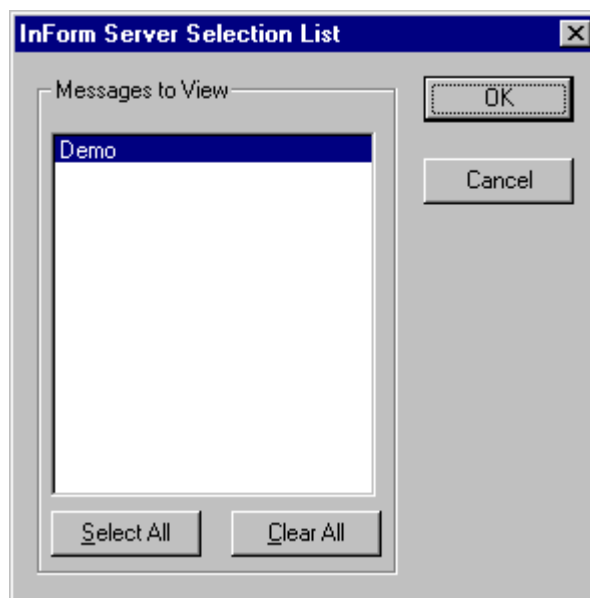 InForm Server Selection List
Messages to View
OK
Demo
Cancel
Select All
Clear All